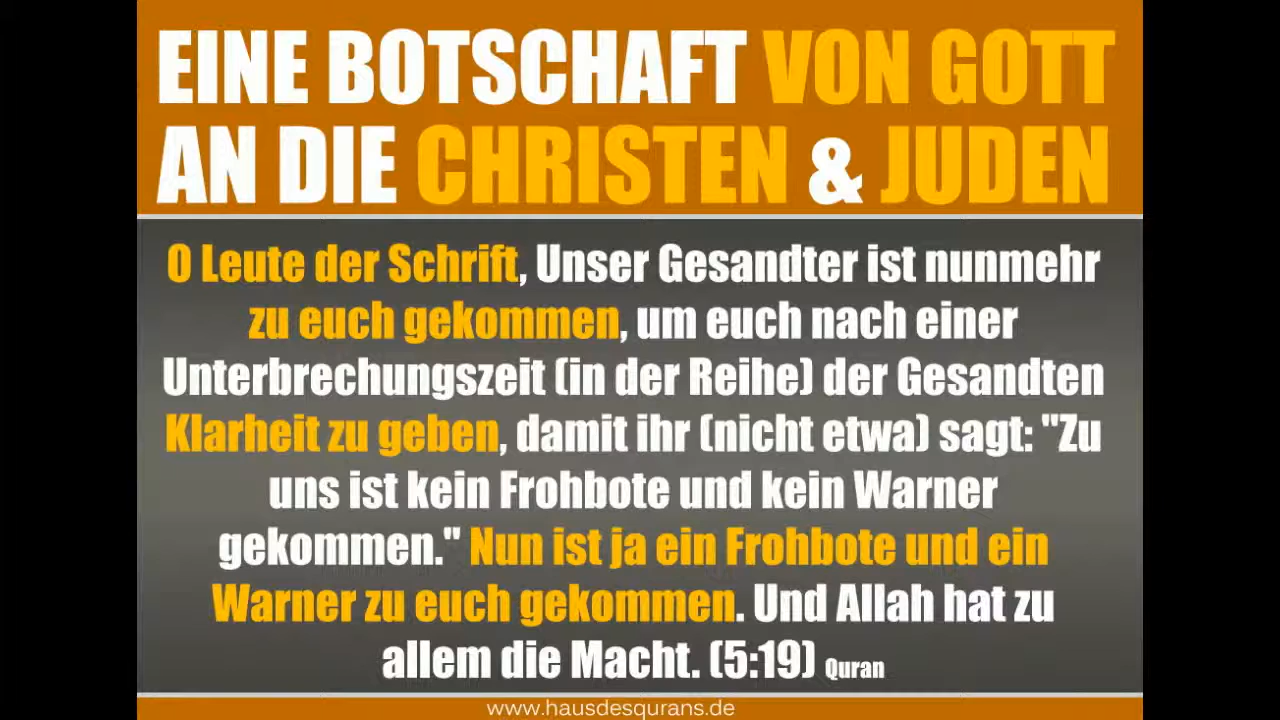 EINE BOTSCHAFT VON GOTT
AN DIE CHRISTEN & JUDEN
O Leute der Schrift, Unser Gesandter ist nunmehr
zu euch gekommen, um euch nach einer
Unterbrechungszeit (in der Reihe) der Gesandten
Klarheit zu geben, damit ihr (nicht etwa) sagt: "Zu
uns ist kein Frohbote und kein Warner
gekommen." Nun ist ja ein Frohbote und ein
Warner zu euch gekommen. Und Allah hat zu
allem die Macht. (5:19) Quran
www.hausdesqurans.de